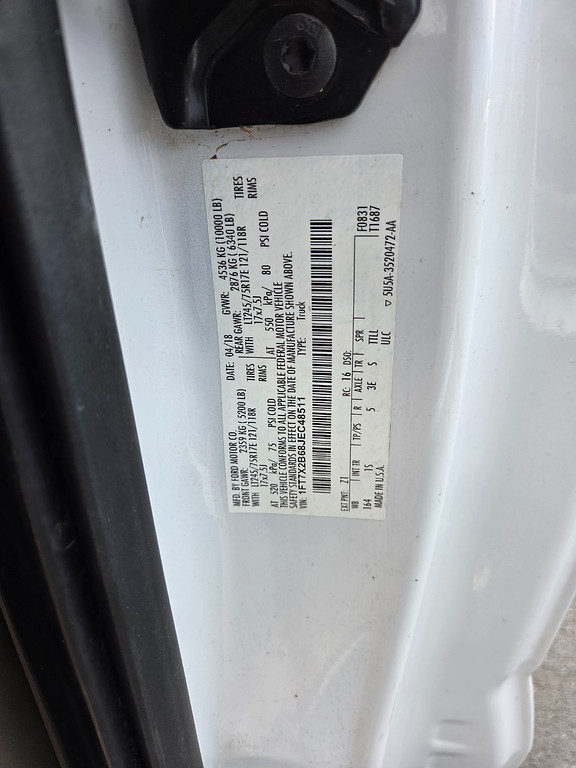 MFD. BY FORD MOTOR CO.
DATE: 04/18 GVWR: 4536 KG (10000 LB)
FRONT GAWR: 2359 KG ( 5200 LB) REAR GAWR: 2876 KG ( 6340 LB)
WITH LT245/75R17E 121/118R TIRES WITH LT245/75R17E 121/118R TIRES
17x7.5J RIMS 17x7.5J RIMS
AT 520 kPa/ 75 PSI COLD AT 550 kPa/ 80 PSI COLD
THIS VEHICLE CONFORMS TO ALL APPLICABLE FEDERAL MOTOR VEHICLE
SAFETY STANDARDS IN EFFECT ON THE DATE OF MANUFACTURE SHOWN ABOVE.
VIN: 1FT7X2B68JEC48511 TYPE: Truck
F0831
T1687
EXT PNT: Z1 RC: 16 DSO:
WB INT TR TP/PS R AXLE TR SPR
164 TS 5 3E S TTLL
ULC
MADE IN U.S.A. ▽ 5U5A-3520472-AA